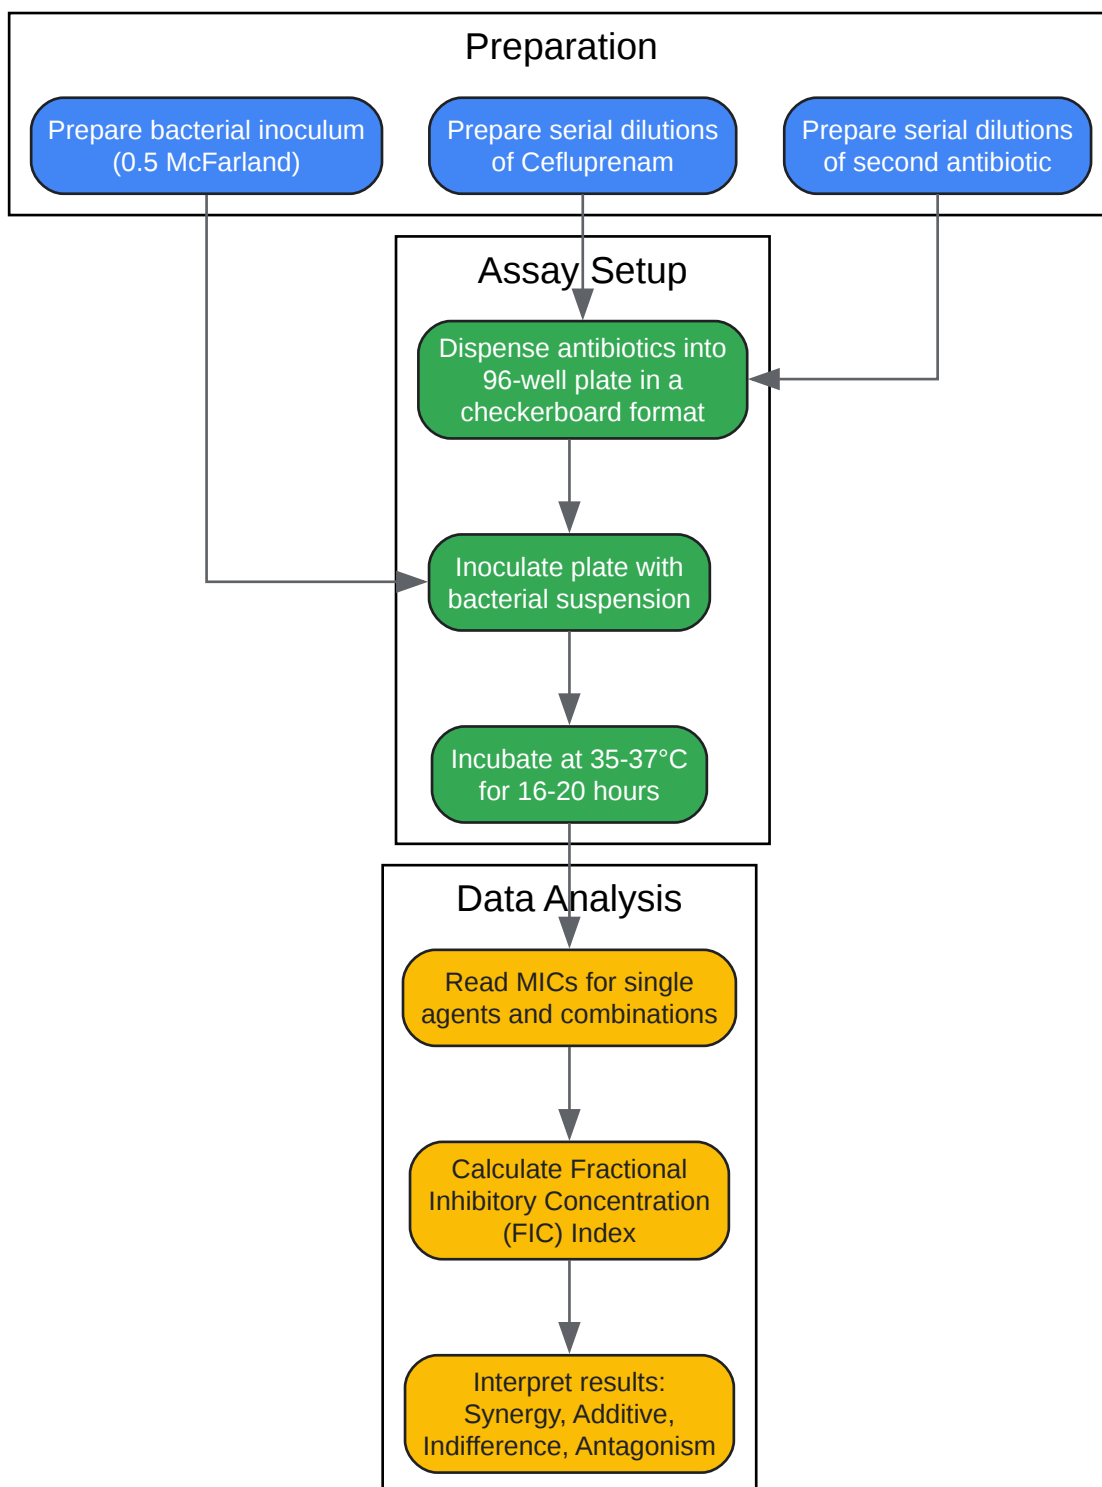 Preparation
Prepare bacterial inoculum
(0.5 McFarland)
Prepare serial dilutions
of Cefluprenam
Prepare serial dilutions
of second antibiotic
Assay Setup
Dispense antibiotics into
96-well plate in a
checkerboard format
Inoculate plate with
bacterial suspension
Incubate at 35-37°C
for 16-20 hours
Data Analysis
Read MICs for single
agents and combinations
Calculate Fractional
Inhibitory Concentration
(FIC) Index
Interpret results:
Synergy, Additive,
Indifference, Antagonism